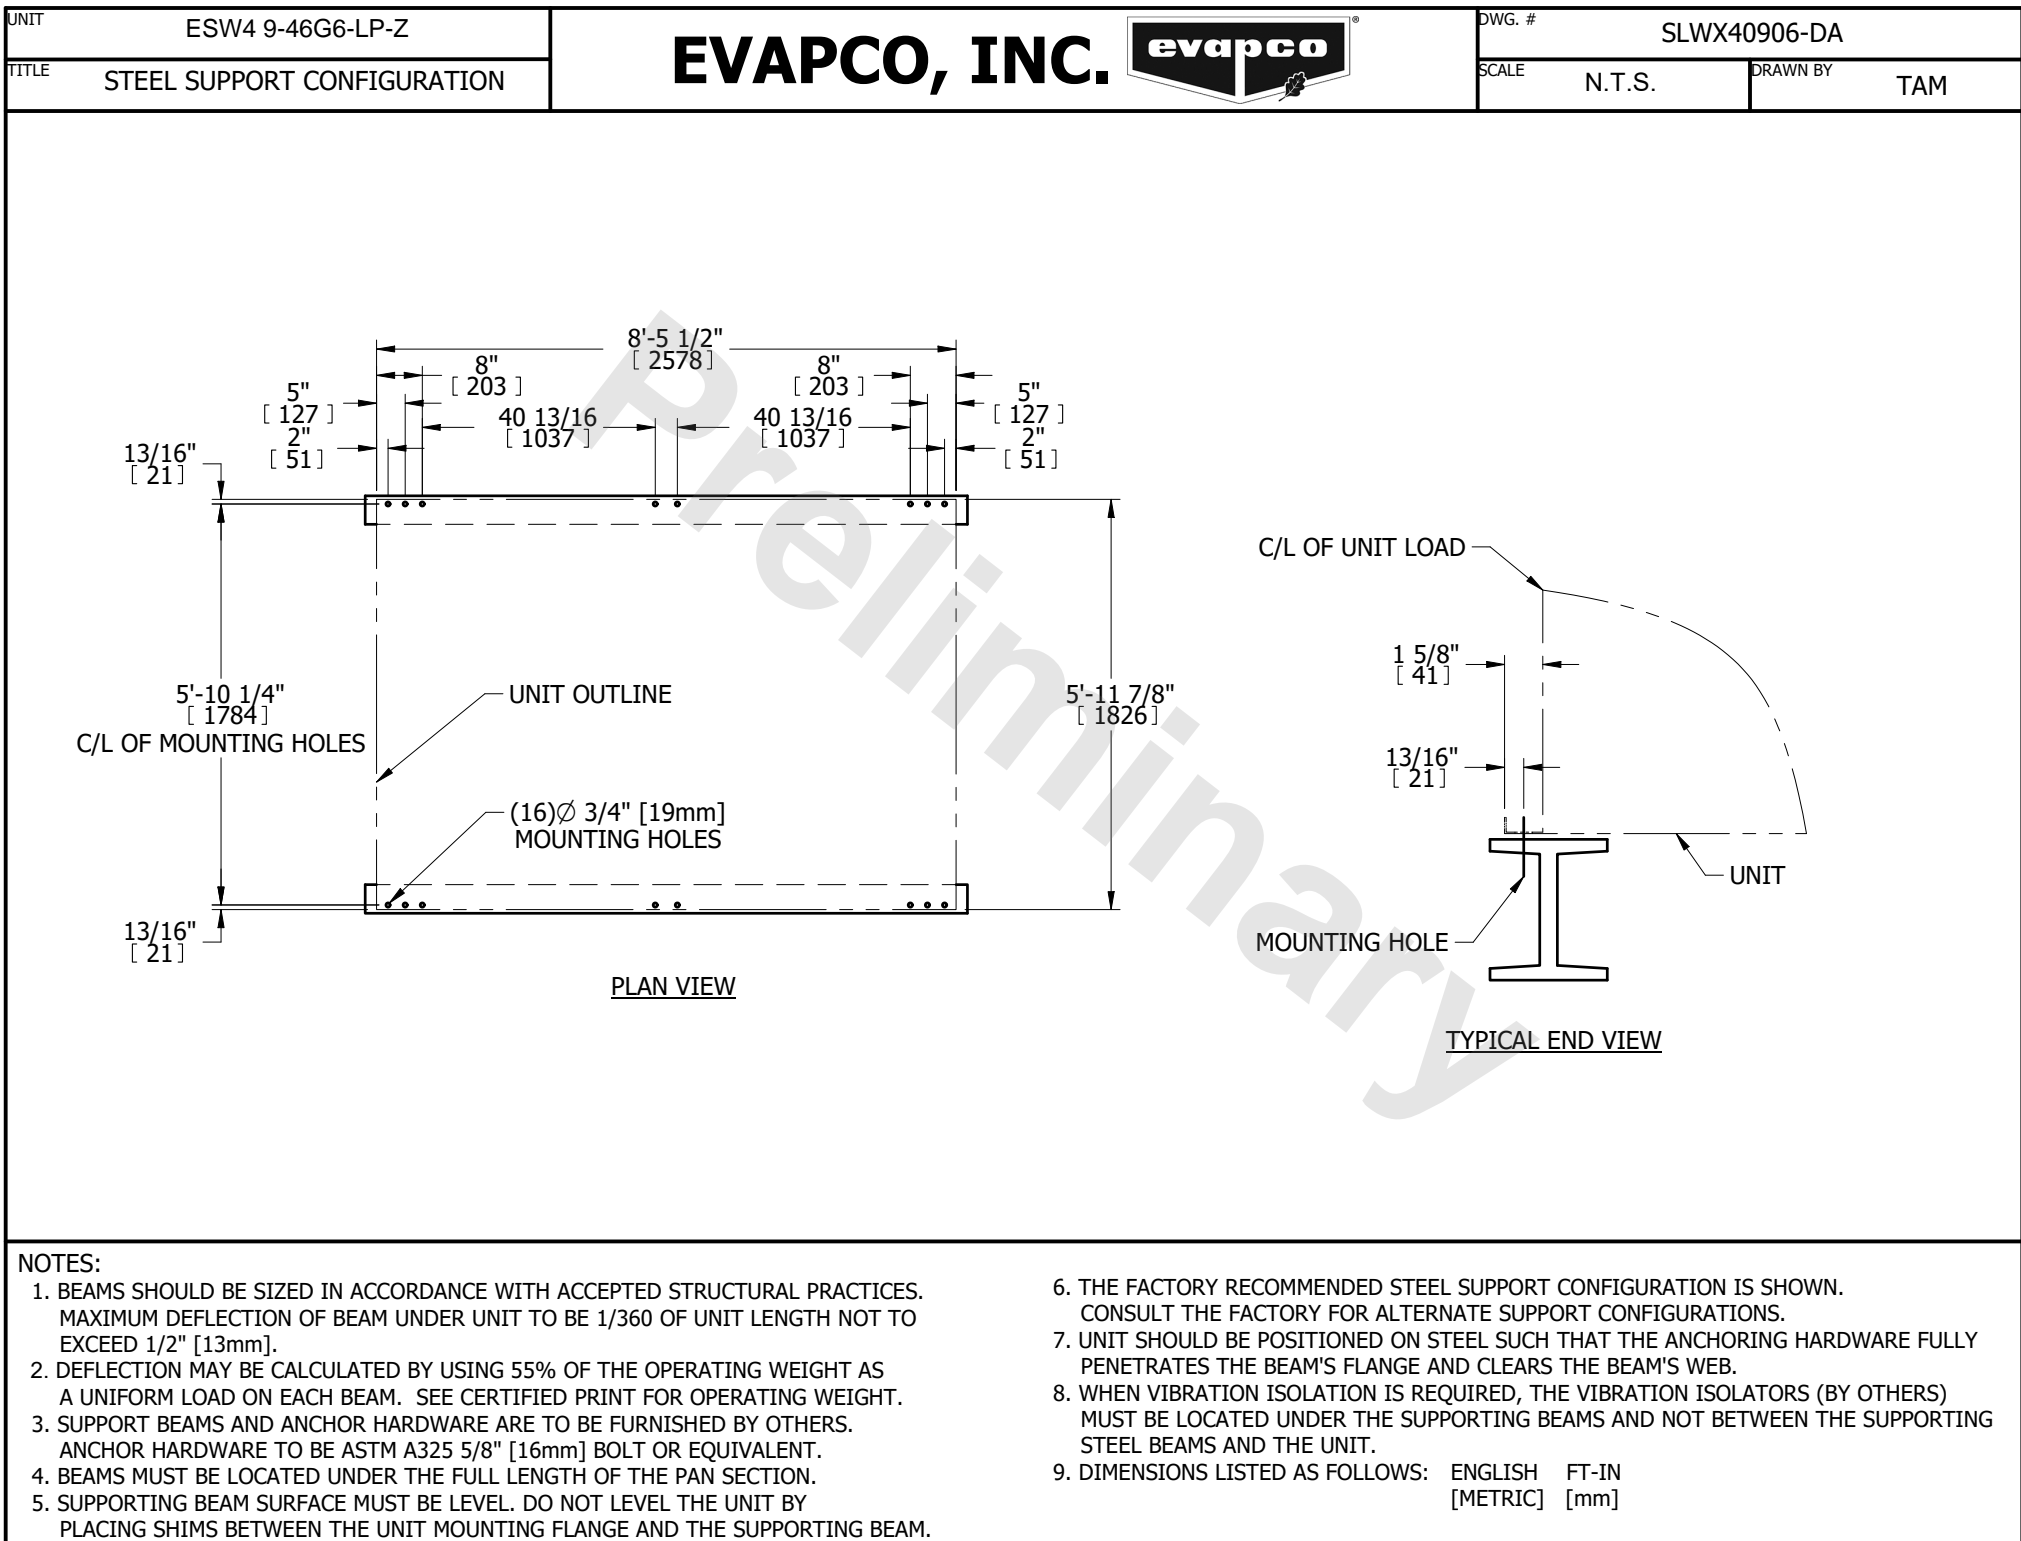 UNIT
ESW4 9-46G6-LP-Z
TITLE
STEEL SUPPORT CONFIGURATION
EVAPCO, INC.
evapco
®
DWG. #
SLWX40906-DA
SCALE
N.T.S.
DRAWN BY
TAM
8'-5 1/2"
[ 2578 ]
8"
[ 203 ]
8"
[ 203 ]
5"
[ 127 ]
5"
[ 127 ]
40 13/16
[ 1037 ]
40 13/16
[ 1037 ]
2"
[ 51 ]
2"
[ 51 ]
13/16"
[ 21 ]
5'-10 1/4"
[ 1784 ]
C/L OF MOUNTING HOLES
UNIT OUTLINE
5'-11 7/8"
[ 1826 ]
(16)Ø 3/4" [19mm]
MOUNTING HOLES
13/16"
[ 21 ]
PLAN VIEW
C/L OF UNIT LOAD
1 5/8"
[ 41 ]
13/16"
[ 21 ]
UNIT
MOUNTING HOLE
TYPICAL END VIEW
Preliminary
NOTES:
1. BEAMS SHOULD BE SIZED IN ACCORDANCE WITH ACCEPTED STRUCTURAL PRACTICES.
MAXIMUM DEFLECTION OF BEAM UNDER UNIT TO BE 1/360 OF UNIT LENGTH NOT TO
EXCEED 1/2" [13mm].
2. DEFLECTION MAY BE CALCULATED BY USING 55% OF THE OPERATING WEIGHT AS
A UNIFORM LOAD ON EACH BEAM. SEE CERTIFIED PRINT FOR OPERATING WEIGHT.
3. SUPPORT BEAMS AND ANCHOR HARDWARE ARE TO BE FURNISHED BY OTHERS.
ANCHOR HARDWARE TO BE ASTM A325 5/8" [16mm] BOLT OR EQUIVALENT.
4. BEAMS MUST BE LOCATED UNDER THE FULL LENGTH OF THE PAN SECTION.
5. SUPPORTING BEAM SURFACE MUST BE LEVEL. DO NOT LEVEL THE UNIT BY
PLACING SHIMS BETWEEN THE UNIT MOUNTING FLANGE AND THE SUPPORTING BEAM.
6. THE FACTORY RECOMMENDED STEEL SUPPORT CONFIGURATION IS SHOWN.
CONSULT THE FACTORY FOR ALTERNATE SUPPORT CONFIGURATIONS.
7. UNIT SHOULD BE POSITIONED ON STEEL SUCH THAT THE ANCHORING HARDWARE FULLY
PENETRATES THE BEAM'S FLANGE AND CLEARS THE BEAM'S WEB.
8. WHEN VIBRATION ISOLATION IS REQUIRED, THE VIBRATION ISOLATORS (BY OTHERS)
MUST BE LOCATED UNDER THE SUPPORTING BEAMS AND NOT BETWEEN THE SUPPORTING
STEEL BEAMS AND THE UNIT.
9. DIMENSIONS LISTED AS FOLLOWS: ENGLISH FT-IN
[METRIC] [mm]